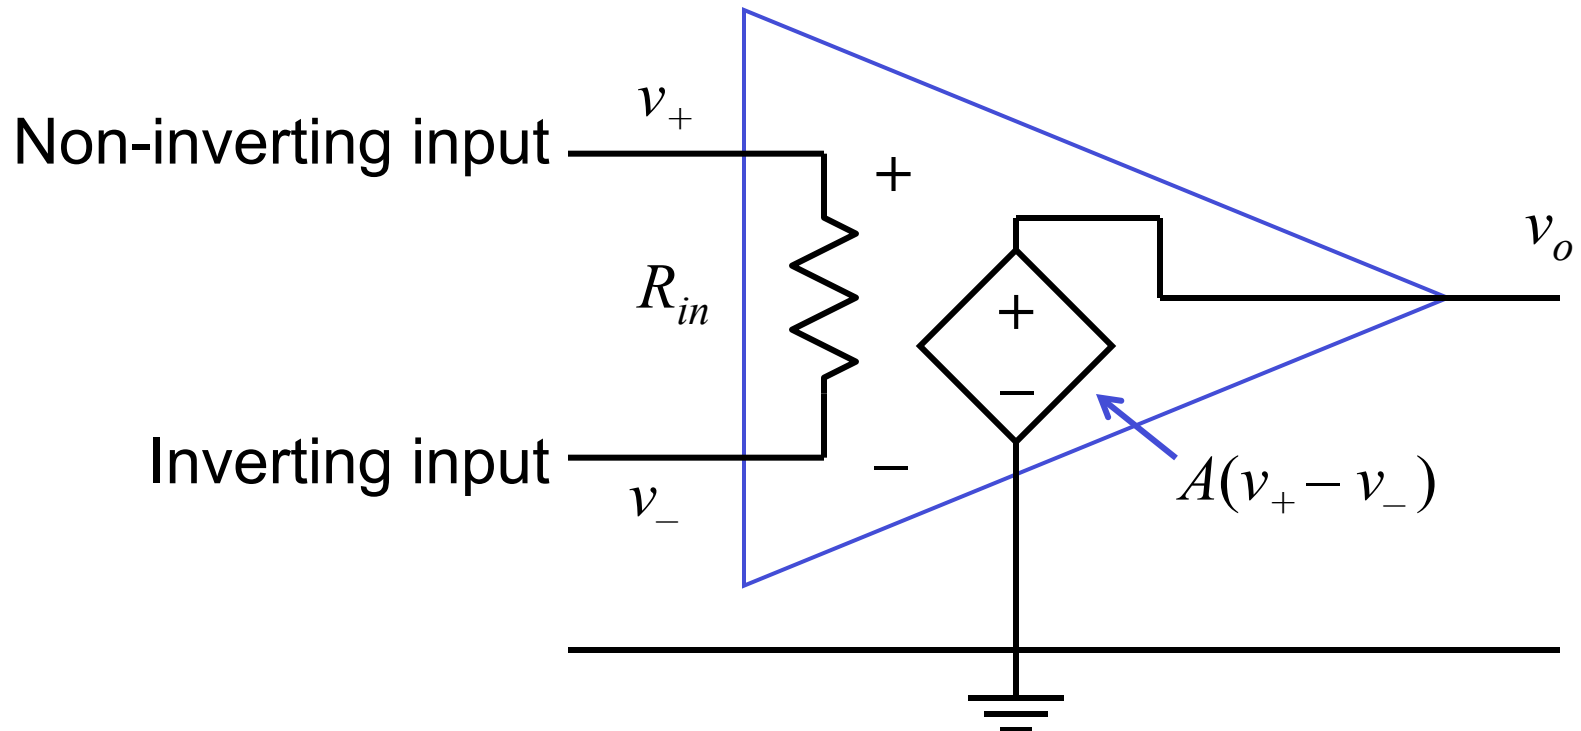 v₊
Non-inverting input
+
Rᵢₙ
+
−
vₒ
Inverting input
v₋
−
A(v₊ − v₋)